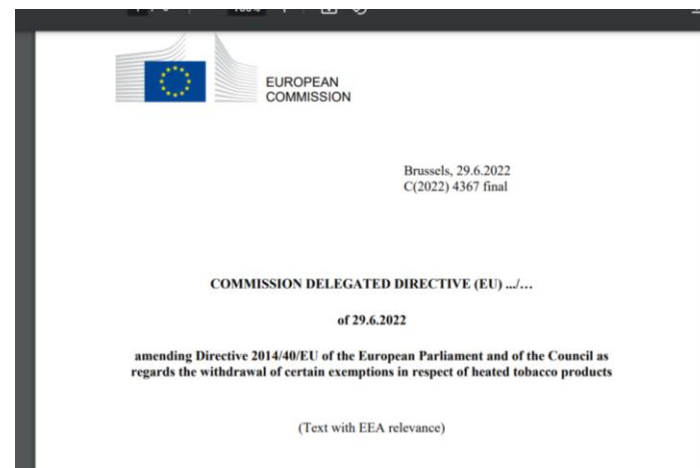 EUROPEAN
COMMISSION
Brussels, 29.6.2022
C(2022) 4367 final
COMMISSION DELEGATED DIRECTIVE (EU) .../...
of 29.6.2022
amending Directive 2014/40/EU of the European Parliament and of the Council as
regards the withdrawal of certain exemptions in respect of heated tobacco products
(Text with EEA relevance)